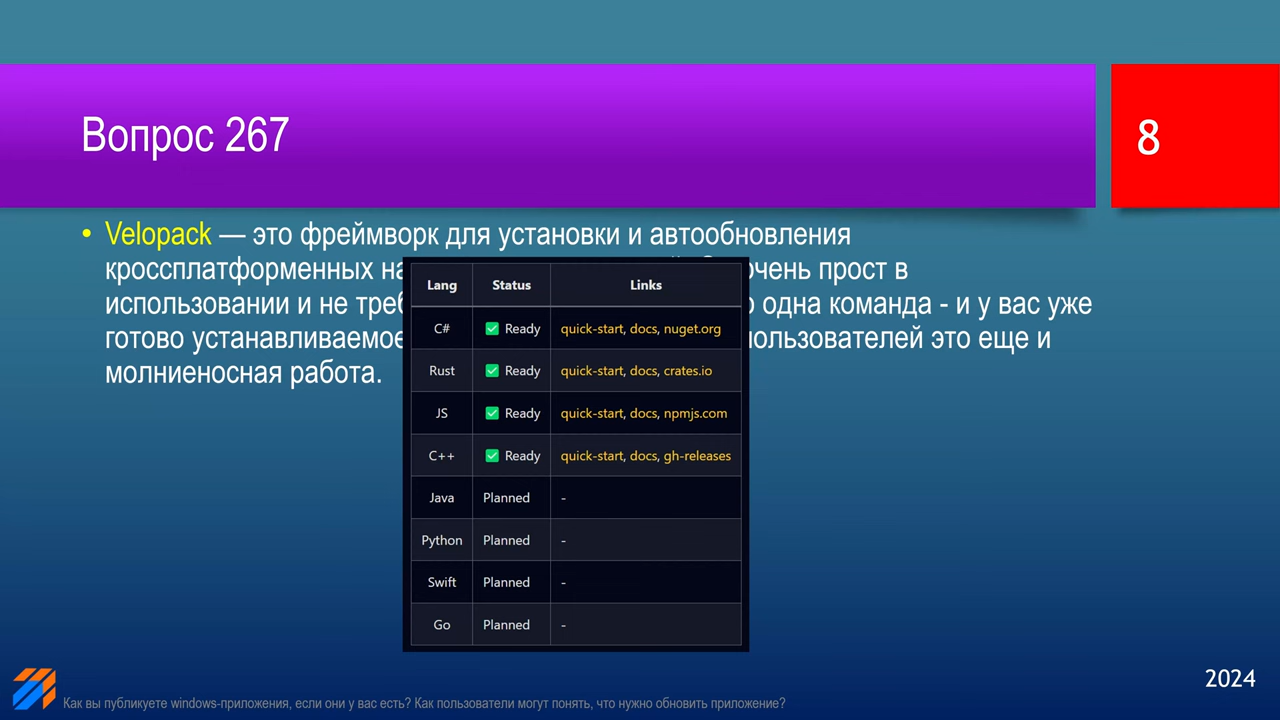 Вопрос 267
8
• Velopack — это фреймворк для установки и автообновления
кроссплатформенных очень прост в
использовании и не одна команда - и у вас уже
готово устанавливаемое это еще и
молниеносная работа.
Lang Status Links
C# ✅ Ready quick-start, docs, nuget.org
Rust ✅ Ready quick-start, docs, crates.io
JS ✅ Ready quick-start, docs, npmjs.com
C++ ✅ Ready quick-start, docs, gh-releases
Java Planned -
Python Planned -
Swift Planned -
Go Planned -
2024
Как вы публикуете windows-приложения, если они у вас есть? Как пользователи могут понять, что нужно обновить приложение?